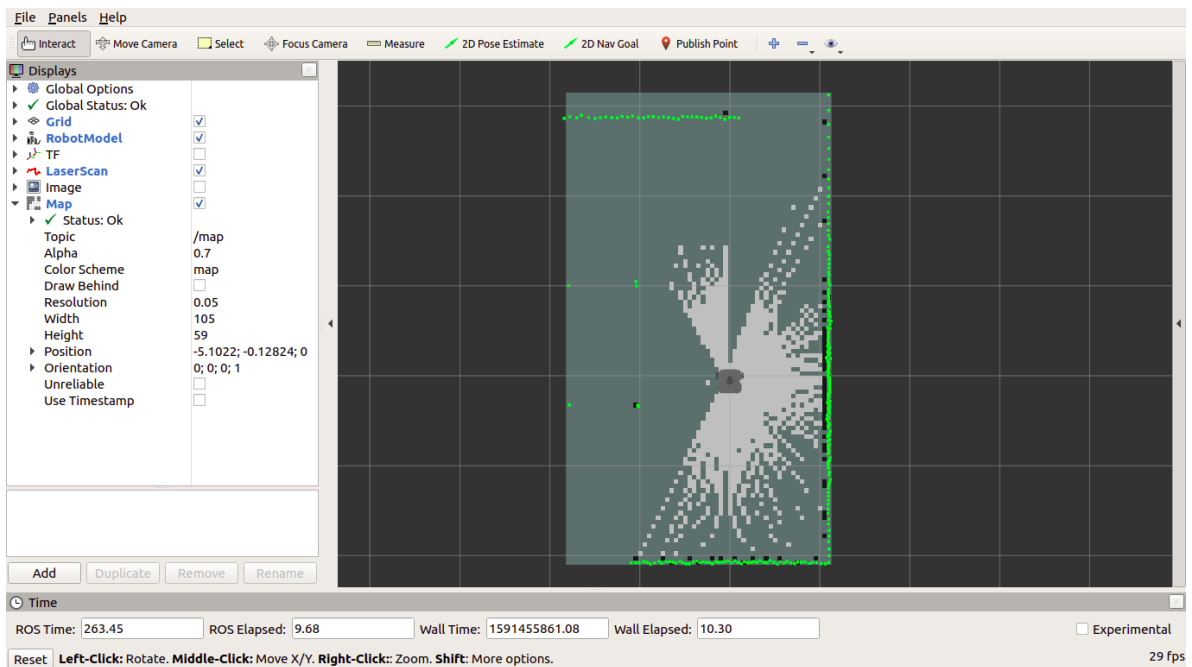 File Panels Help
Interact Move Camera Select Focus Camera Measure 2D Pose Estimate 2D Nav Goal Publish Point
Displays
Global Options
Global Status: Ok
Grid
RobotModel
TF
LaserScan
Image
Map
Status: Ok
Topic /map
Alpha 0.7
Color Scheme map
Draw Behind
Resolution 0.05
Width 105
Height 59
Position -5.1022; -0.12824; 0
Orientation 0; 0; 0; 1
Unreliable
Use Timestamp
Add Duplicate Remove Rename
Time
ROS Time: 263.45 ROS Elapsed: 9.68 Wall Time: 1591455861.08 Wall Elapsed: 10.30 Experimental
Reset Left-Click: Rotate. Middle-Click: Move X/Y. Right-Click:: Zoom. Shift: More options. 29 fps